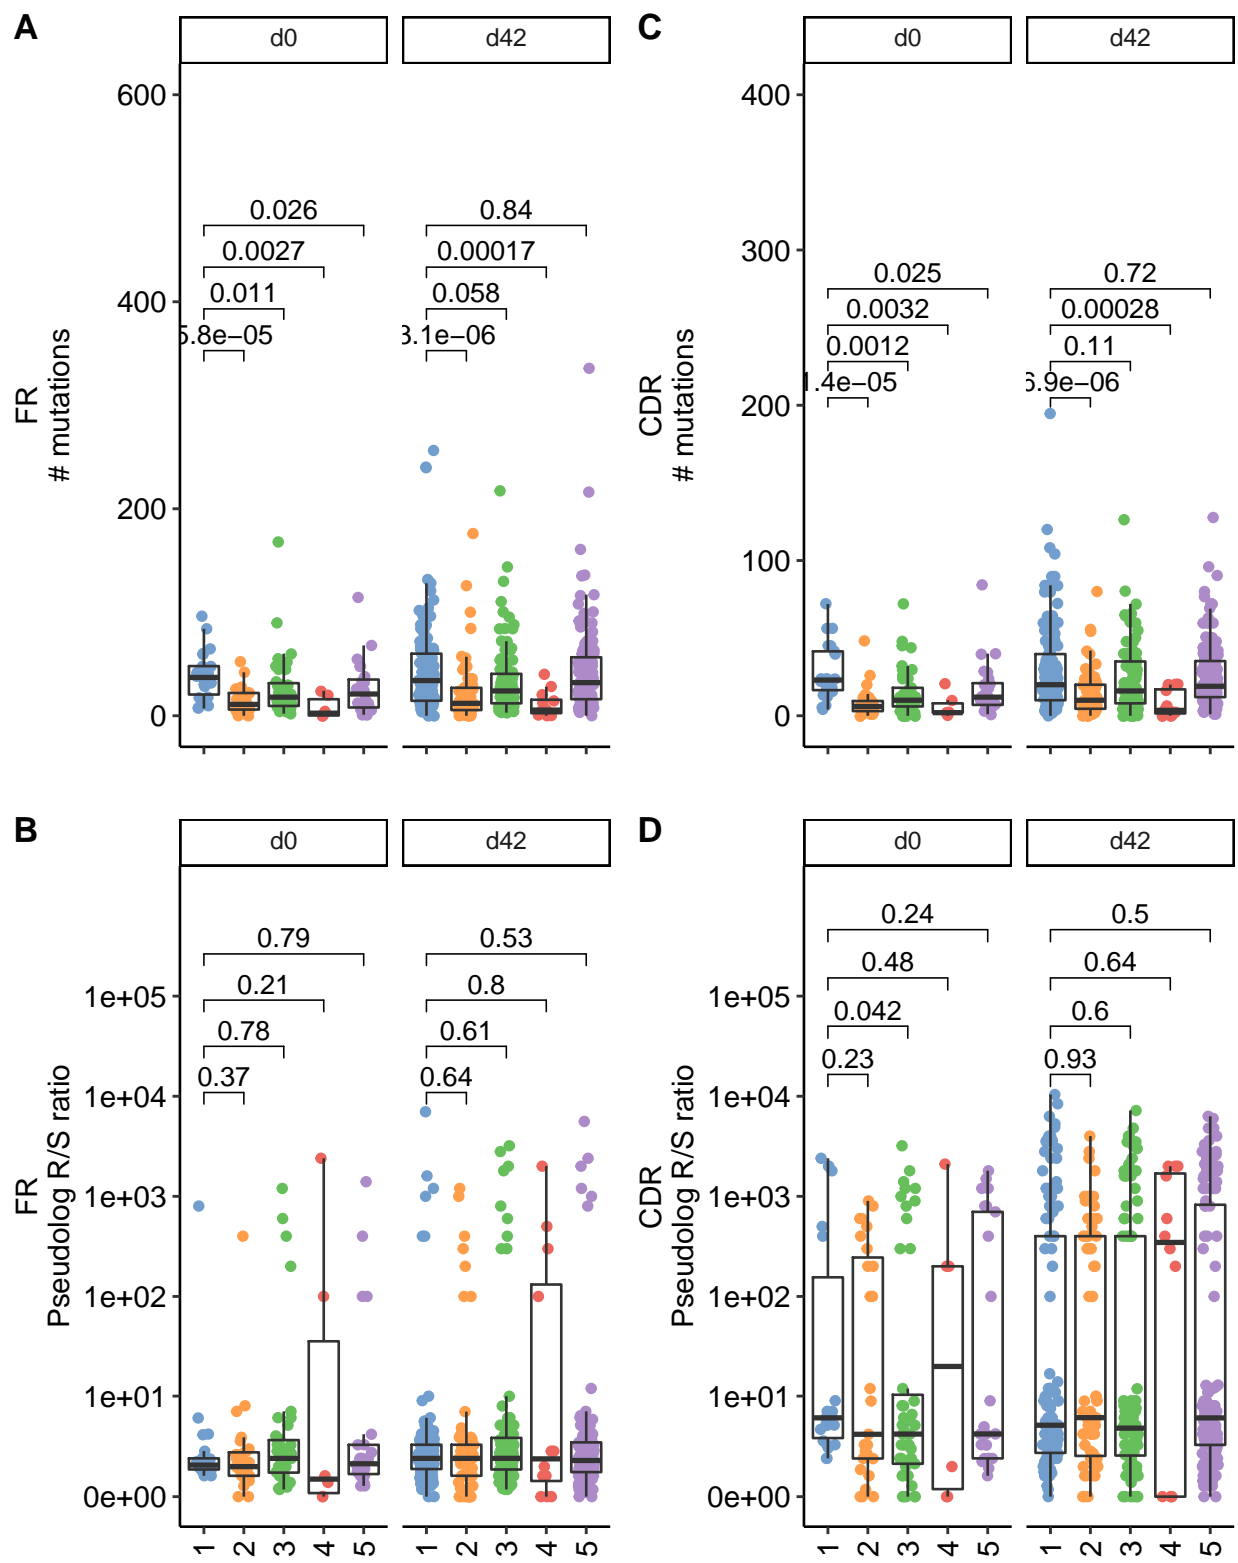 A
d0
d42
600
400
200
0
FR
# mutations
0.026
0.0027
0.011
5.8e−05
0.84
0.00017
0.058
3.1e−06
C
d0
d42
400
300
200
100
0
CDR
# mutations
0.025
0.0032
0.0012
1.4e−05
0.72
0.00028
0.11
6.9e−06
B
d0
d42
1e+05
1e+04
1e+03
1e+02
1e+01
0e+00
FR
Pseudolog R/S ratio
0.79
0.21
0.78
0.37
0.53
0.8
0.61
0.64
1
2
3
4
5
1
2
3
4
5
D
d0
d42
1e+05
1e+04
1e+03
1e+02
1e+01
0e+00
CDR
Pseudolog R/S ratio
0.24
0.48
0.042
0.23
0.5
0.64
0.6
0.93
1
2
3
4
5
1
2
3
4
5